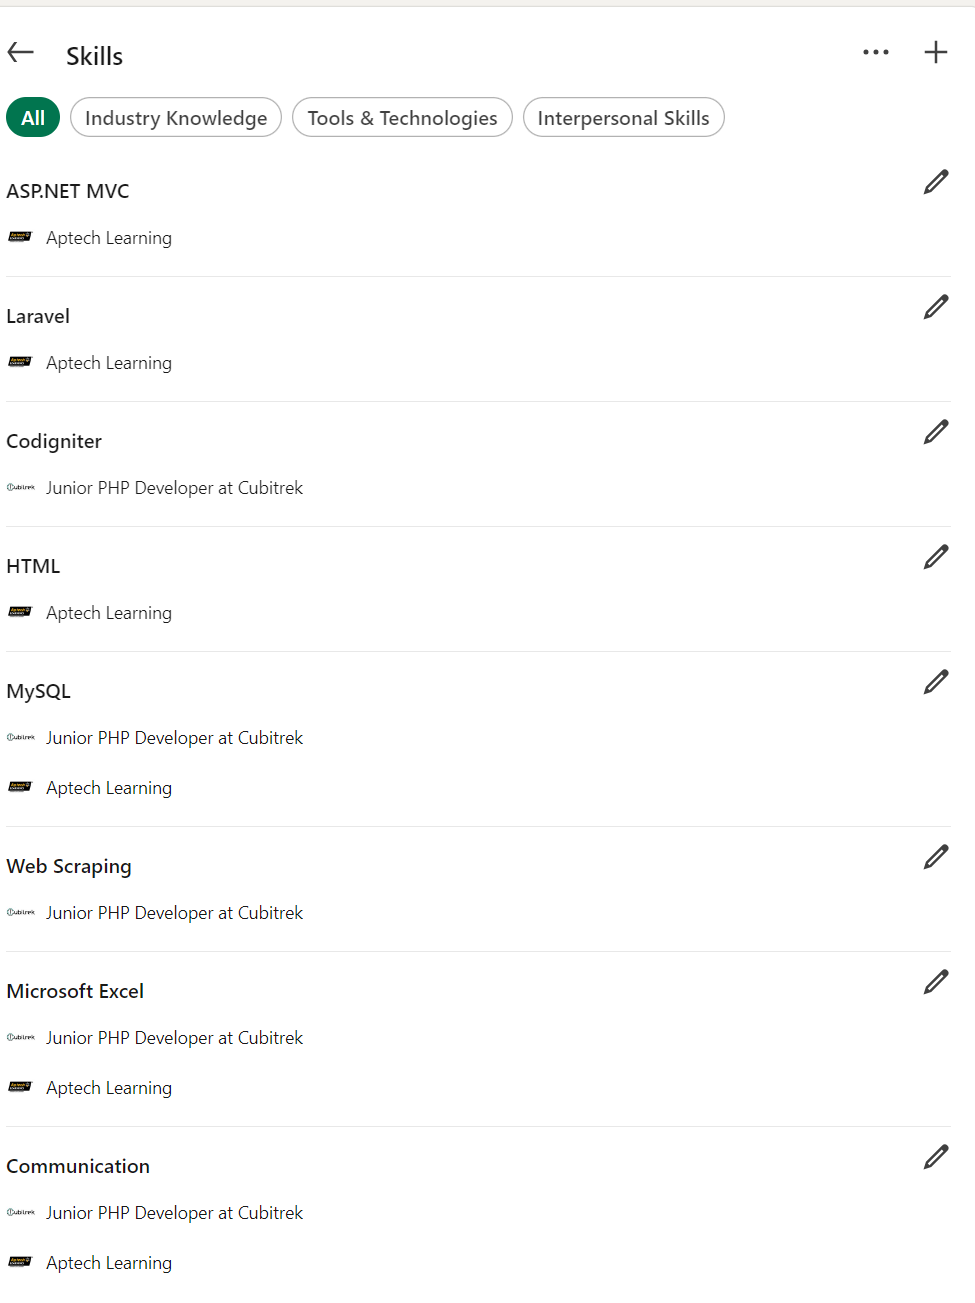 Skills
All
Industry Knowledge
Tools & Technologies
Interpersonal Skills
ASP.NET MVC
Aptech Learning
Laravel
Aptech Learning
Codigniter
Junior PHP Developer at Cubitrek
HTML
Aptech Learning
MySQL
Junior PHP Developer at Cubitrek
Aptech Learning
Web Scraping
Junior PHP Developer at Cubitrek
Microsoft Excel
Junior PHP Developer at Cubitrek
Aptech Learning
Communication
Junior PHP Developer at Cubitrek
Aptech Learning